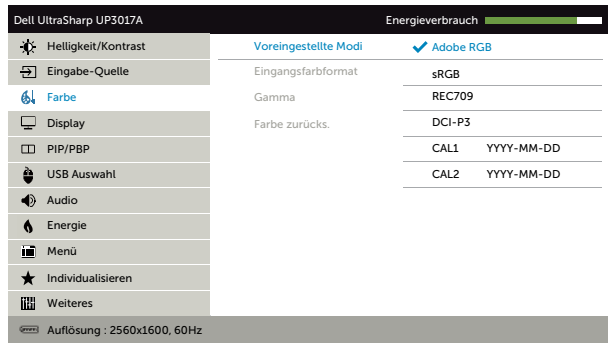 Dell UltraSharp UP3017A Energieverbrauch
Helligkeit/Kontrast Voreingestellte Modi Adobe RGB
Eingabe-Quelle Eingangsfarbformat sRGB
Farbe Gamma REC709
Display Farbe zurücks. DCI-P3
PIP/PBP CAL1 YYYY-MM-DD
USB Auswahl CAL2 YYYY-MM-DD
Audio
Energie
Menü
Individualisieren
Weiteres
Auflösung : 2560x1600, 60Hz